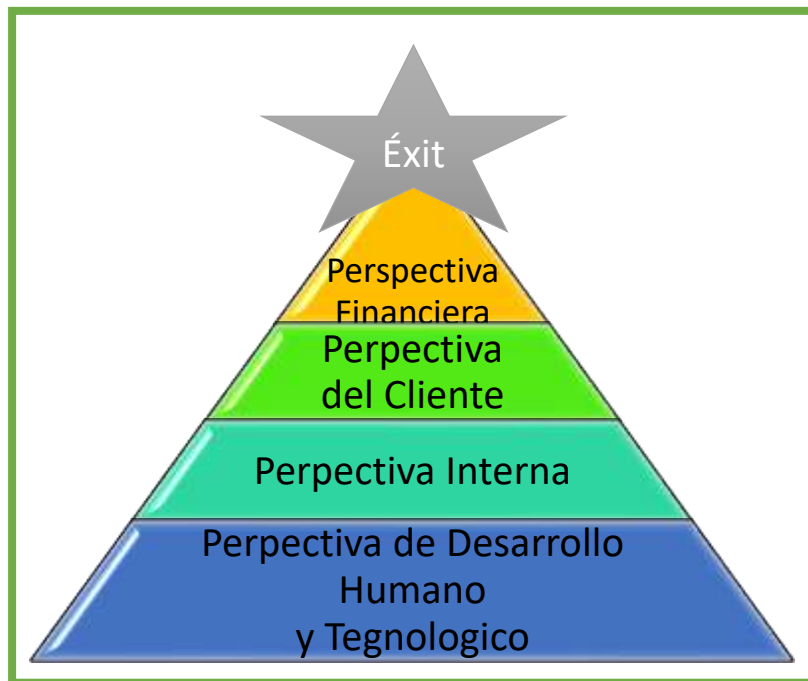 Éxit
Perspectiva
Financiera
Perpectiva
del Cliente
Perpectiva Interna
Perpectiva de Desarrollo
Humano
y Tegnologico